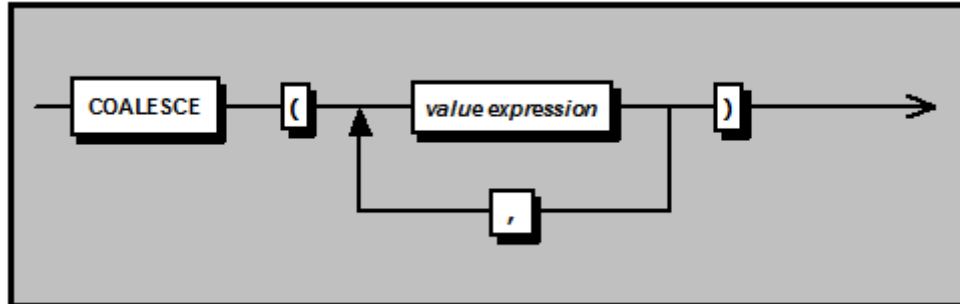 COALESCE ( value expression )
,